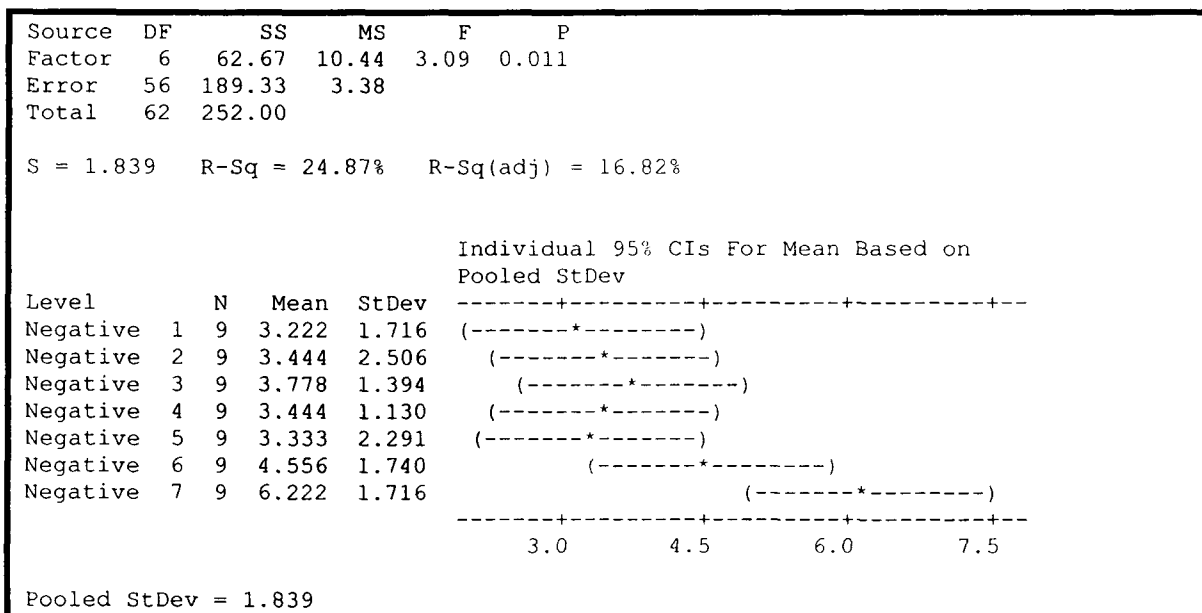 Source  DF      SS     MS     F      P
Factor   6   62.67  10.44  3.09  0.011
Error   56  189.33   3.38
Total   62  252.00
S = 1.839   R-Sq = 24.87%   R-Sq(adj) = 16.82%
Individual 95% CIs For Mean Based on
Pooled StDev
Level        N   Mean  StDev  -------+---------+---------+---------+--
Negative  1  9  3.222  1.716  (-------*--------)
Negative  2  9  3.444  2.506    (-------*-------)
Negative  3  9  3.778  1.394      (-------*-------)
Negative  4  9  3.444  1.130    (-------*-------)
Negative  5  9  3.333  2.291   (-------*-------)
Negative  6  9  4.556  1.740           (-------*--------)
Negative  7  9  6.222  1.716                      (-------*--------)
-------+---------+---------+---------+--
3.0       4.5       6.0       7.5
Pooled StDev = 1.839